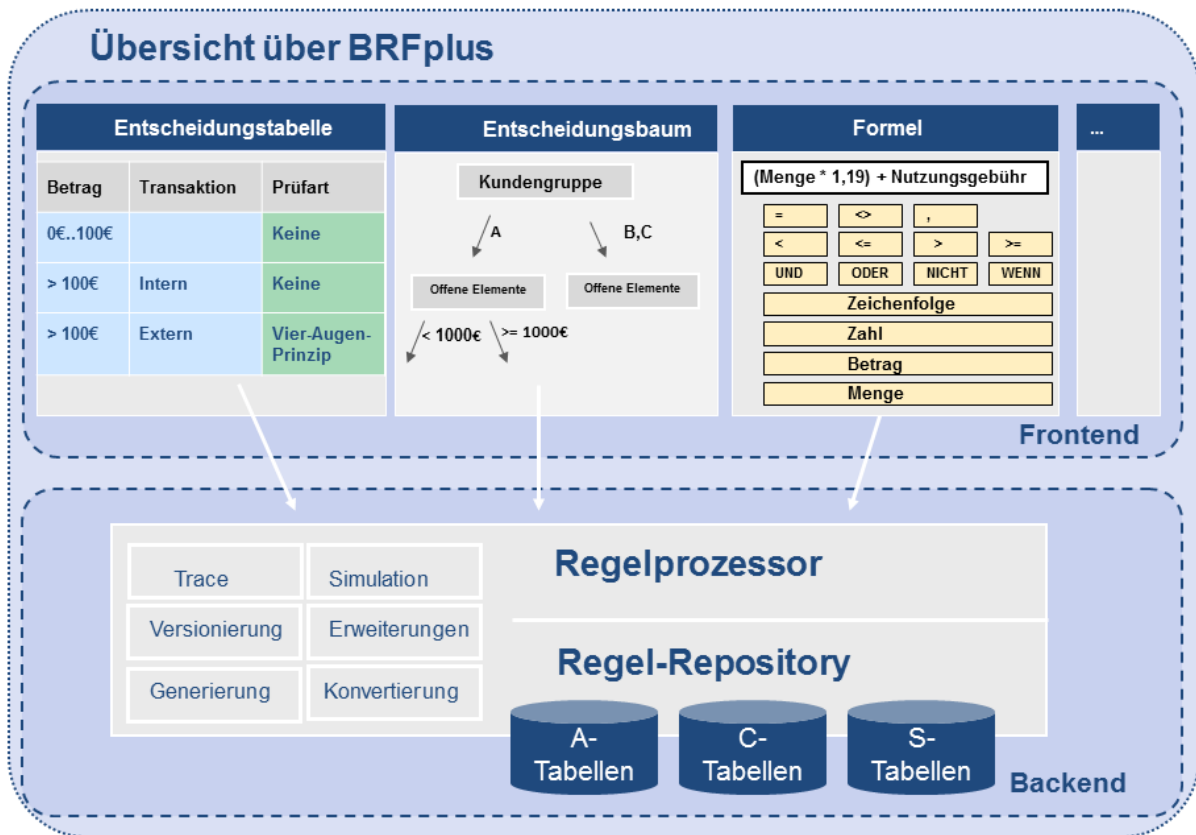 Übersicht über BRFplus
Entscheidungstabelle
Betrag Transaktion Prüfart
0€..100€ Keine
> 100€ Intern Keine
> 100€ Extern Vier-Augen-
Prinzip
Entscheidungsbaum
Kundengruppe
A B,C
Offene Elemente Offene Elemente
< 1000€ >= 1000€
Formel
(Menge * 1,19) + Nutzungsgebühr
= <> ,
< <= > >=
UND ODER NICHT WENN
Zeichenfolge
Zahl
Betrag
Menge
...
Frontend
Trace Simulation
Versionierung Erweiterungen
Generierung Konvertierung
Regelprozessor
Regel-Repository
A-
Tabellen
C-
Tabellen
S-
Tabellen
Backend